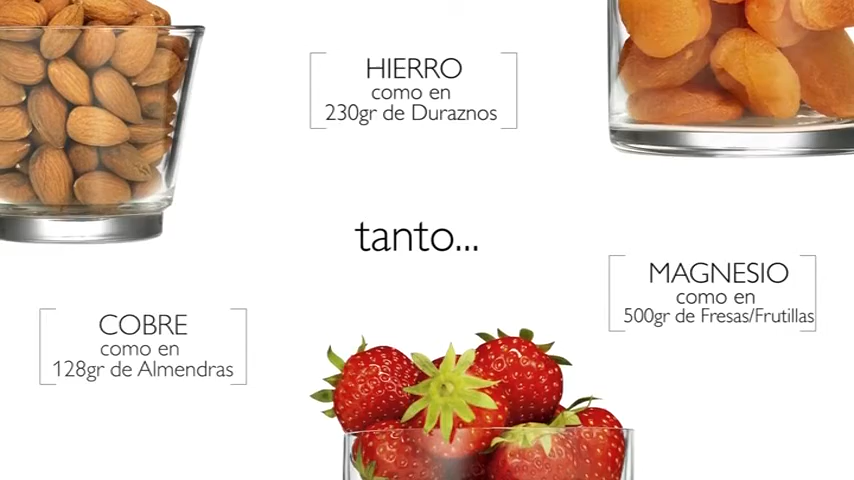 HIERRO
como en
230gr de Duraznos
tanto...
MAGNESIO
como en
500gr de Fresas/Frutillas
COBRE
como en
128gr de Almendras